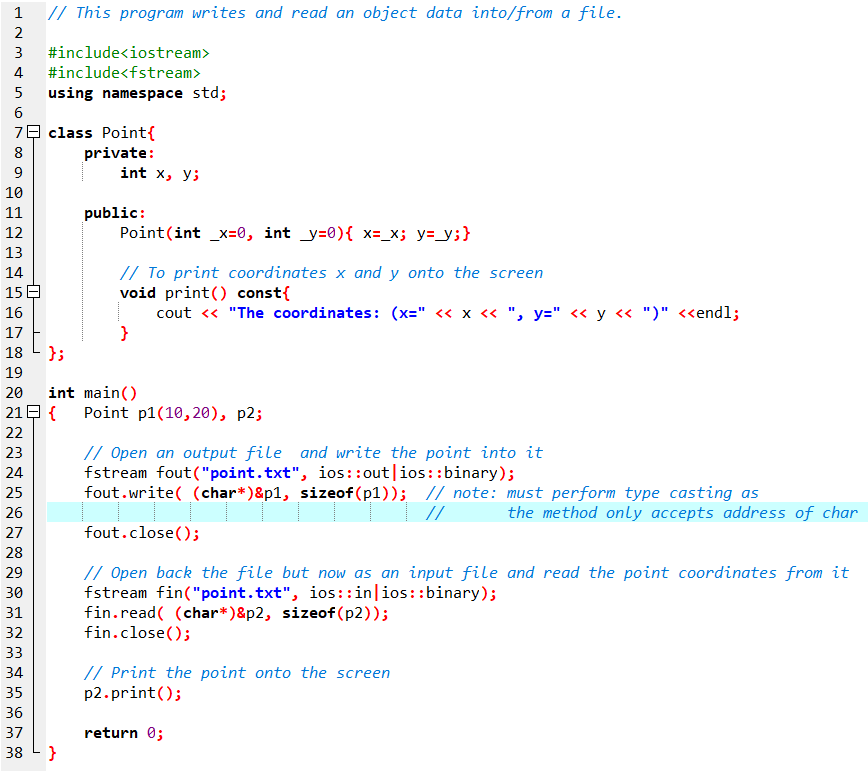 1 // This program writes and read an object data into/from a file.
2
3 #include<iostream>
4 #include<fstream>
5 using namespace std;
6
7 class Point{
8     private:
9         int x, y;
10
11     public:
12         Point(int _x=0, int _y=0){ x=_x; y=_y;}
13
14         // To print coordinates x and y onto the screen
15         void print() const{
16             cout << "The coordinates: (x=" << x << ", y=" << y << ")" <<endl;
17         }
18 };
19
20 int main()
21 {   Point p1(10,20), p2;
22
23     // Open an output file  and write the point into it
24     fstream fout("point.txt", ios::out|ios::binary);
25     fout.write( (char*)&p1, sizeof(p1));  // note: must perform type casting as
26                                           //       the method only accepts address of char
27     fout.close();
28
29     // Open back the file but now as an input file and read the point coordinates from it
30     fstream fin("point.txt", ios::in|ios::binary);
31     fin.read( (char*)&p2, sizeof(p2));
32     fin.close();
33
34     // Print the point onto the screen
35     p2.print();
36
37     return 0;
38 }